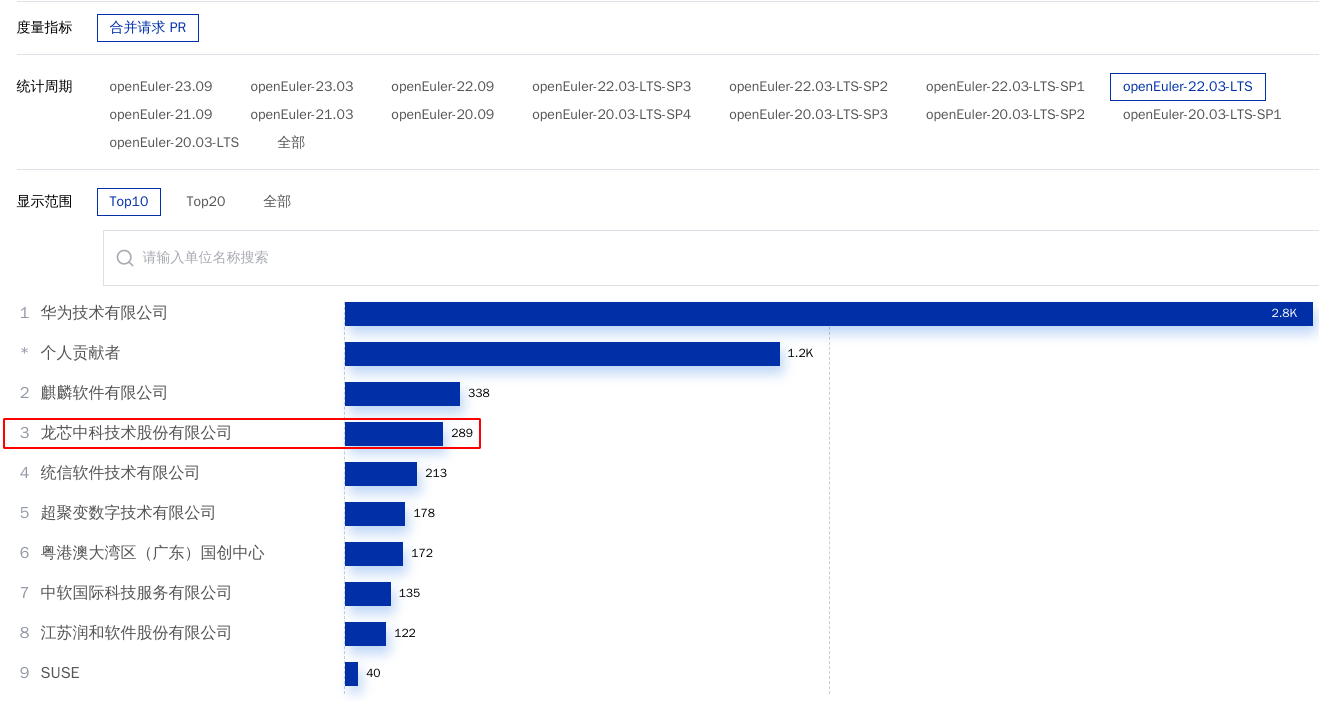 度量指标 合并请求 PR
统计周期 openEuler-23.09 openEuler-23.03 openEuler-22.09 openEuler-22.03-LTS-SP3 openEuler-22.03-LTS-SP2 openEuler-22.03-LTS-SP1 openEuler-22.03-LTS
openEuler-21.09 openEuler-21.03 openEuler-20.09 openEuler-20.03-LTS-SP4 openEuler-20.03-LTS-SP3 openEuler-20.03-LTS-SP2 openEuler-20.03-LTS-SP1
openEuler-20.03-LTS 全部
显示范围 Top10 Top20 全部
请输入单位名称搜索
1 华为技术有限公司 2.8K
* 个人贡献者 1.2K
2 麒麟软件有限公司 338
3 龙芯中科技术股份有限公司 289
4 统信软件技术有限公司 213
5 超聚变数字技术有限公司 178
6 粤港澳大湾区（广东）国创中心 172
7 中软国际科技服务有限公司 135
8 江苏润和软件股份有限公司 122
9 SUSE 40